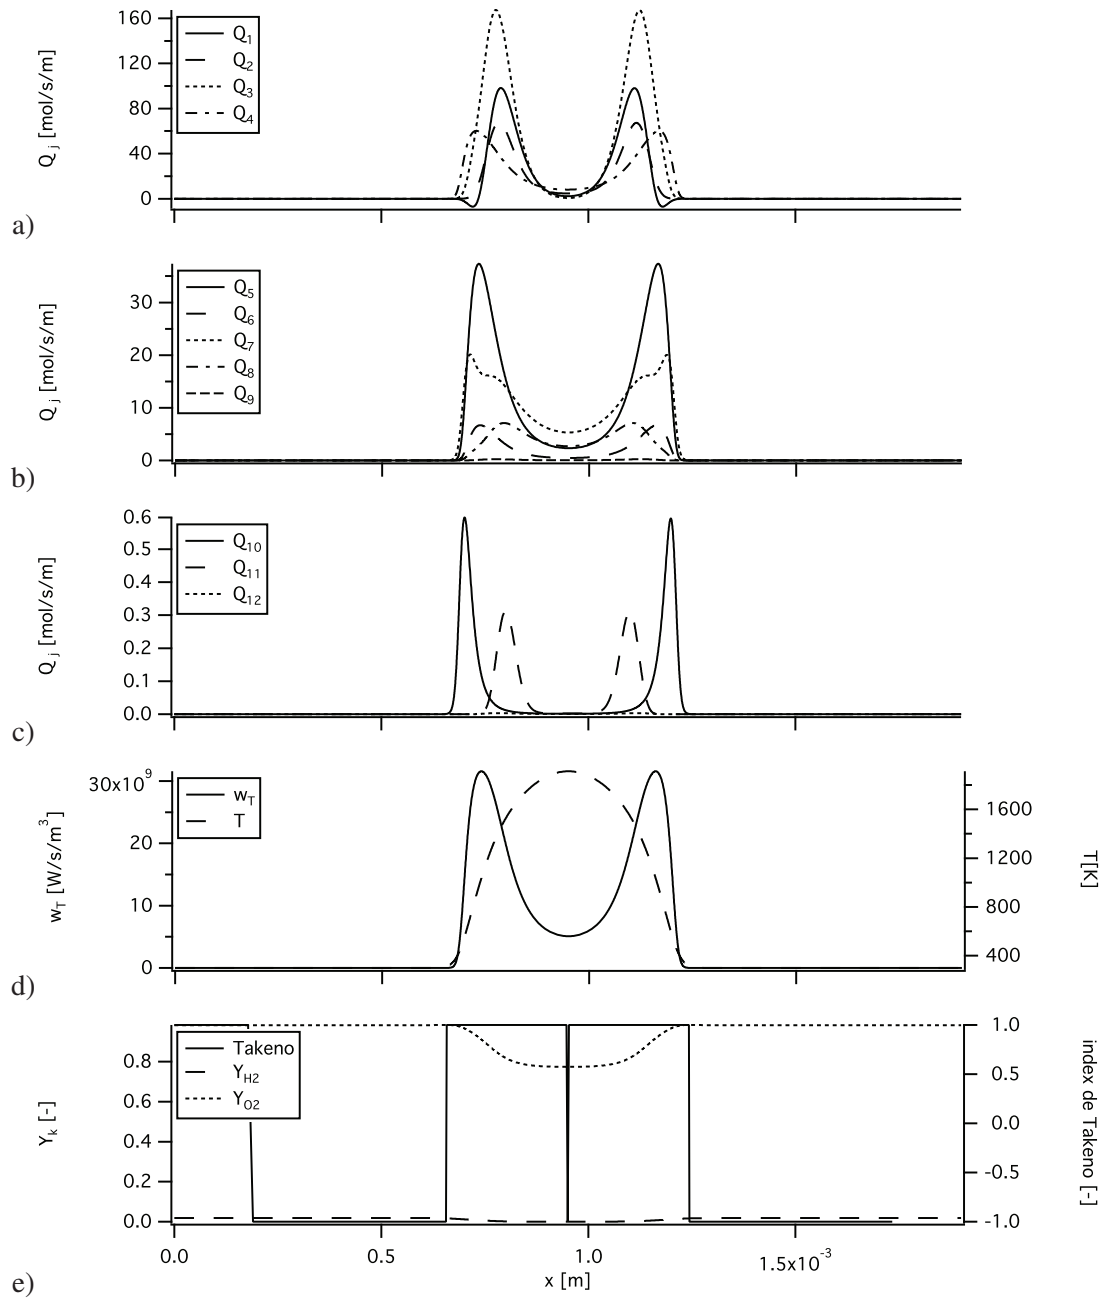 160
120
80
40
0
Q j [mol/s/m]
Q1
Q2
Q3
Q4
a)
30
20
10
0
Q j [mol/s/m]
Q5
Q6
Q7
Q8
Q9
b)
0.6
0.5
0.4
0.3
0.2
0.1
0.0
Q j [mol/s/m]
Q10
Q11
Q12
c)
30x10^9
20
10
0
wT [W/s/m^3]
wT
T
1600
1200
800
400
T[K]
d)
0.8
0.6
0.4
0.2
0.0
Yk [-]
Takeno
YH2
YO2
1.0
0.5
0.0
-0.5
-1.0
index de Takeno [-]
0.0
0.5
1.0
1.5x10^-3
x [m]
e)